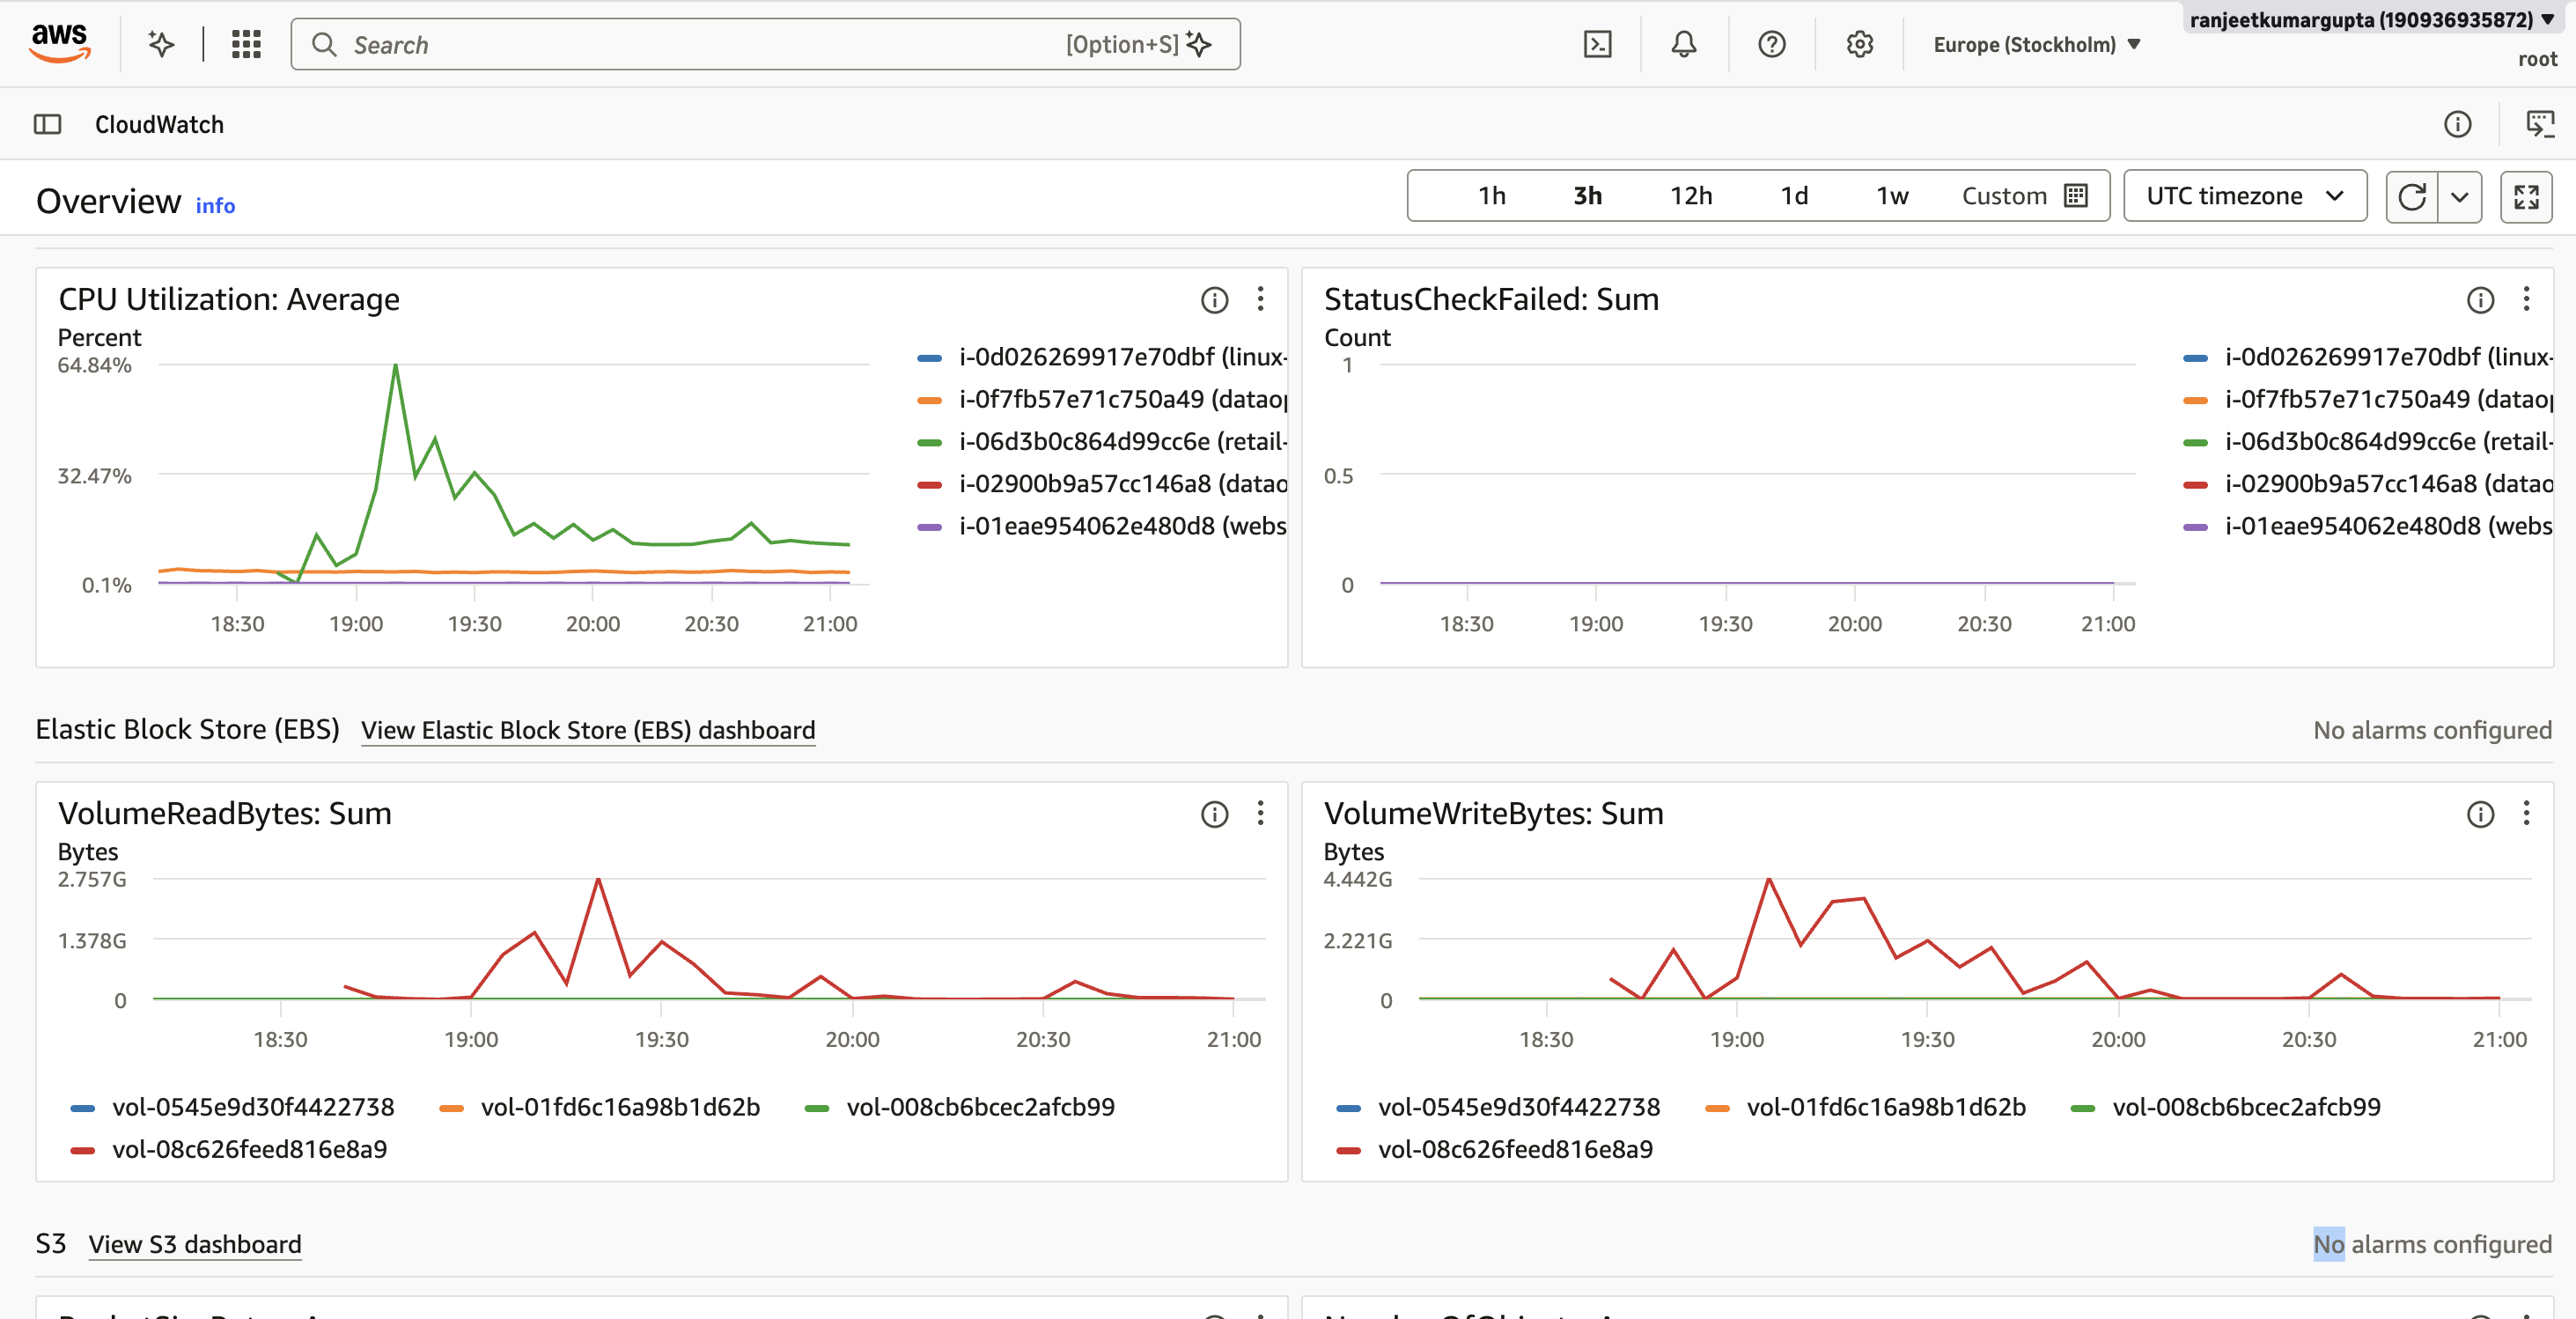 aws
Search
[Option+S]
Europe (Stockholm)
ranjeetkumargupta (190936935872)
root
CloudWatch
Overview info
1h 3h 12h 1d 1w Custom
UTC timezone
CPU Utilization: Average
Percent
64.84%
32.47%
0.1%
18:30 19:00 19:30 20:00 20:30 21:00
i-0d026269917e70dbf (linux-
i-0f7fb57e71c750a49 (dataop
i-06d3b0c864d99cc6e (retail-
i-02900b9a57cc146a8 (datao
i-01eae954062e480d8 (webs
StatusCheckFailed: Sum
Count
1
0.5
0
18:30 19:00 19:30 20:00 20:30 21:00
i-0d026269917e70dbf (linux-
i-0f7fb57e71c750a49 (dataop
i-06d3b0c864d99cc6e (retail-
i-02900b9a57cc146a8 (datao
i-01eae954062e480d8 (webs
Elastic Block Store (EBS) View Elastic Block Store (EBS) dashboard
No alarms configured
VolumeReadBytes: Sum
Bytes
2.757G
1.378G
0
18:30 19:00 19:30 20:00 20:30 21:00
vol-0545e9d30f4422738 vol-01fd6c16a98b1d62b vol-008cb6bcec2afcb99
vol-08c626feed816e8a9
VolumeWriteBytes: Sum
Bytes
4.442G
2.221G
0
18:30 19:00 19:30 20:00 20:30 21:00
vol-0545e9d30f4422738 vol-01fd6c16a98b1d62b vol-008cb6bcec2afcb99
vol-08c626feed816e8a9
S3 View S3 dashboard
No alarms configured